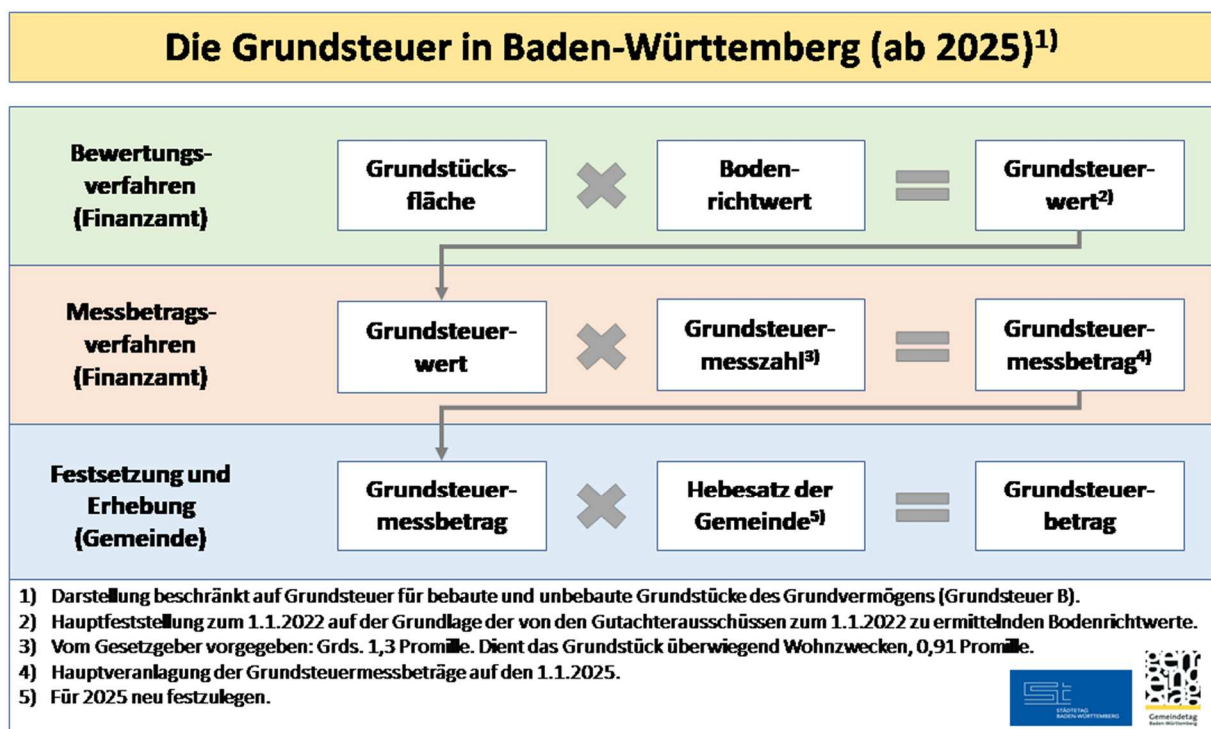 Die Grundsteuer in Baden-Württemberg (ab 2025)1)
Bewertungs-
verfahren
(Finanzamt)
Grundstücks-
fläche
Boden-
richtwert
Grundsteuer-
wert2)
Messbetrags-
verfahren
(Finanzamt)
Grundsteuer-
wert
Grundsteuer-
messzahl3)
Grundsteuer-
messbetrag4)
Festsetzung und
Erhebung
(Gemeinde)
Grundsteuer-
messbetrag
Hebesatz der
Gemeinde5)
Grundsteuer-
betrag
1) Darstellung beschränkt auf Grundsteuer für bebaute und unbebaute Grundstücke des Grundvermögens (Grundsteuer B).
2) Hauptfeststellung zum 1.1.2022 auf der Grundlage der von den Gutachterausschüssen zum 1.1.2022 zu ermittelnden Bodenrichtwerte.
3) Vom Gesetzgeber vorgegeben: Grds. 1,3 Promille. Dient das Grundstück überwiegend Wohnzwecken, 0,91 Promille.
4) Hauptveranlagung der Grundsteuermessbeträge auf den 1.1.2025.
5) Für 2025 neu festzulegen.
STÄDTETAG
BADEN-WÜRTTEMBERG
Gemeindetag
Baden-Württemberg